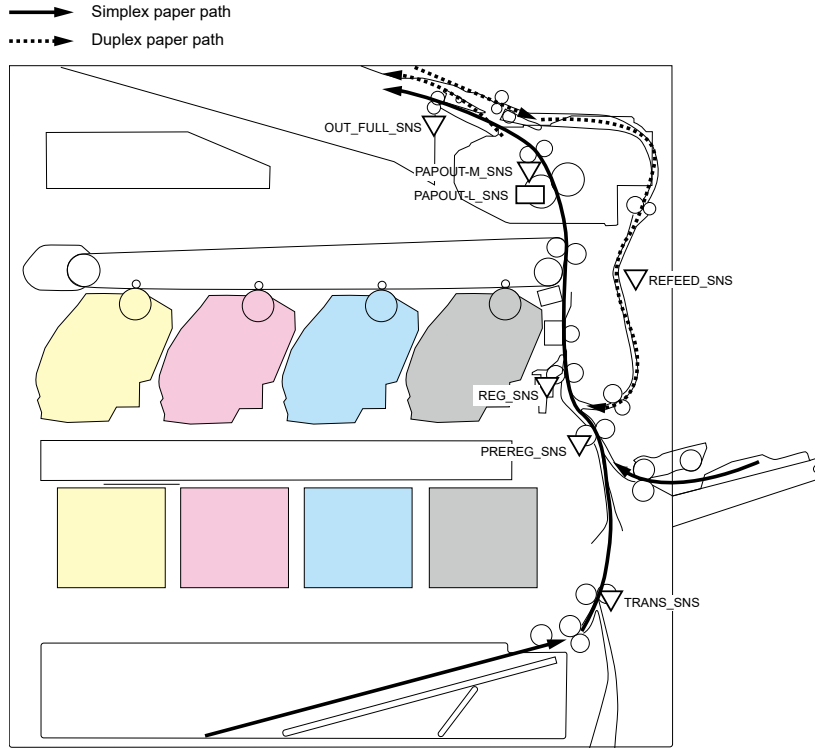 Simplex paper path
Duplex paper path
OUT_FULL_SNS
PAPOUT-M_SNS
PAPOUT-L_SNS
REFEED_SNS
REG_SNS
PREREG_SNS
TRANS_SNS